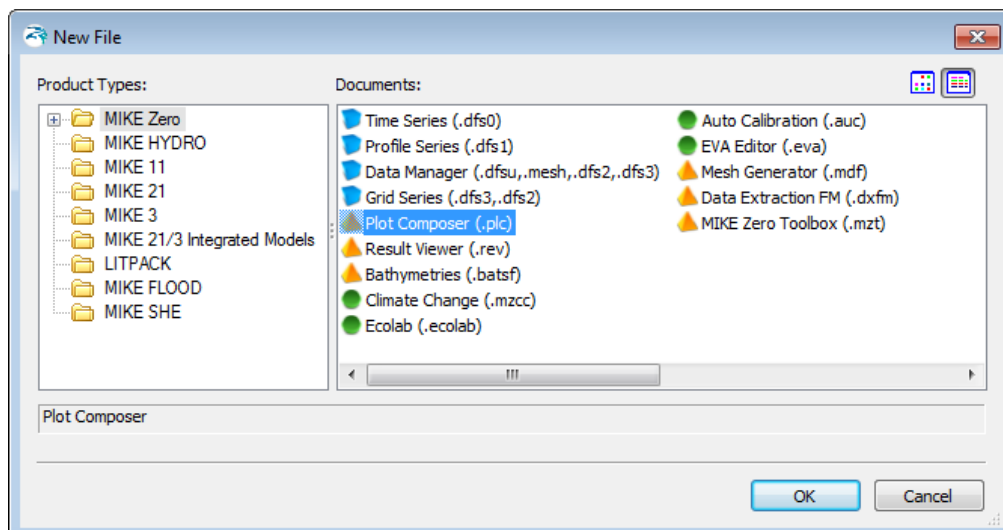 New File
Product Types:
MIKE Zero
MIKE HYDRO
MIKE 11
MIKE 21
MIKE 3
MIKE 21/3 Integrated Models
LITPACK
MIKE FLOOD
MIKE SHE
Documents:
Time Series (.dfs0)
Profile Series (.dfs1)
Data Manager (.dfsu,.mesh,.dfs2,.dfs3)
Grid Series (.dfs3,.dfs2)
Plot Composer (.plc)
Result Viewer (.rev)
Bathymetries (.batsf)
Climate Change (.mzcc)
Ecolab (.ecolab)
Auto Calibration (.auc)
EVA Editor (.eva)
Mesh Generator (.mdf)
Data Extraction FM (.dxfm)
MIKE Zero Toolbox (.mzt)
Plot Composer
OK
Cancel